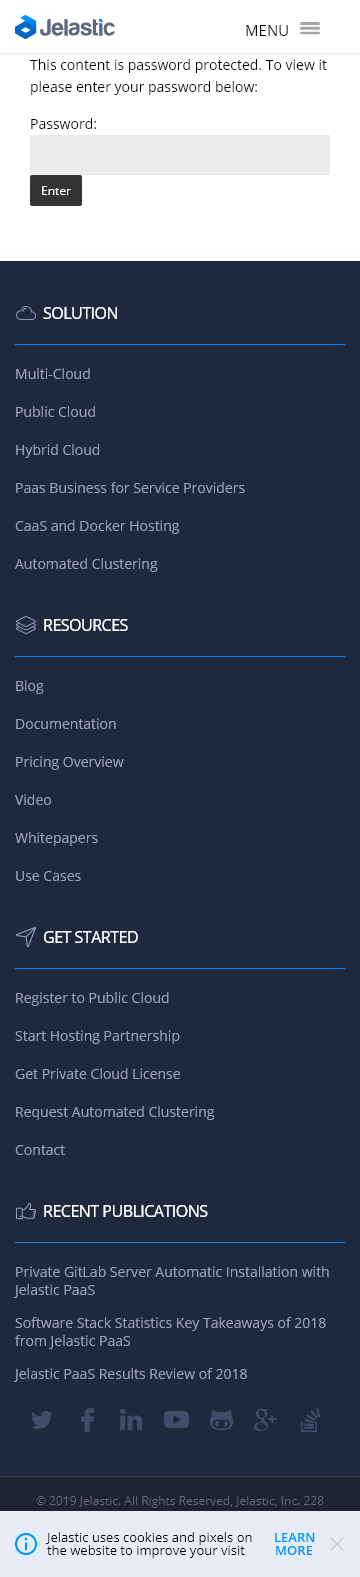 Jelastic
MENU
This content is password protected. To view it
please enter your password below:
Password:
Enter
SOLUTION
Multi-Cloud
Public Cloud
Hybrid Cloud
Paas Business for Service Providers
CaaS and Docker Hosting
Automated Clustering
RESOURCES
Blog
Documentation
Pricing Overview
Video
Whitepapers
Use Cases
GET STARTED
Register to Public Cloud
Start Hosting Partnership
Get Private Cloud License
Request Automated Clustering
Contact
RECENT PUBLICATIONS
Private GitLab Server Automatic Installation with
Jelastic PaaS
Software Stack Statistics Key Takeaways of 2018
from Jelastic PaaS
Jelastic PaaS Results Review of 2018
© 2019 Jelastic. All Rights Reserved, Jelastic, Inc. 228
Jelastic uses cookies and pixels on
the website to improve your visit
LEARN
MORE